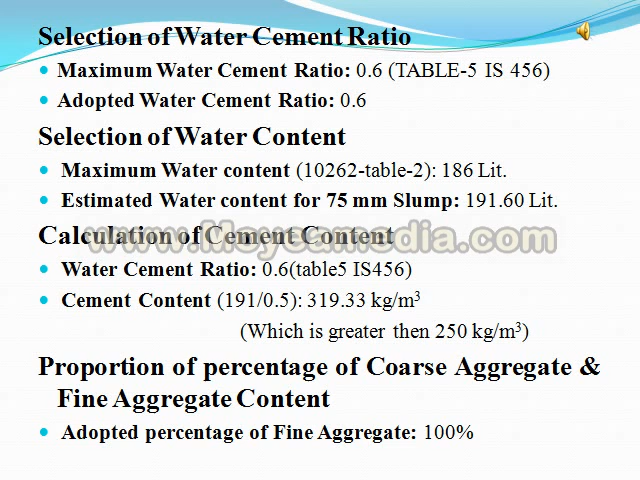 Selection of Water Cement Ratio
Maximum Water Cement Ratio: 0.6 (TABLE-5 IS 456)
Adopted Water Cement Ratio: 0.6
Selection of Water Content
Maximum Water content (10262-table-2): 186 Lit.
Estimated Water content for 75 mm Slump: 191.60 Lit.
www.Moyeamedia.com
Calculation of Cement Content
Water Cement Ratio: 0.6(table5 IS456)
Cement Content (191/0.5): 319.33 kg/m³
(Which is greater then 250 kg/m³)
Proportion of percentage of Coarse Aggregate &
Fine Aggregate Content
Adopted percentage of Fine Aggregate: 100%